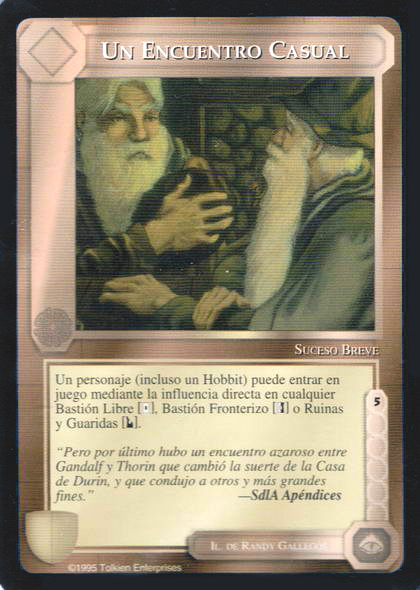 UN ENCUENTRO CASUAL
SUCESO BREVE
Un personaje (incluso un Hobbit) puede entrar en
juego mediante la influencia directa en cualquier
Bastión Libre [ ], Bastión Fronterizo [ ] o Ruinas
y Guaridas [ ].
5
“Pero por último hubo un encuentro azaroso entre
Gandalf y Thorin que cambió la suerte de la Casa
de Durin, y que condujo a otros y más grandes
fines.” —SdlA Apéndices
IL. DE RANDY GALLEGOS
©1995 Tolkien Enterprises